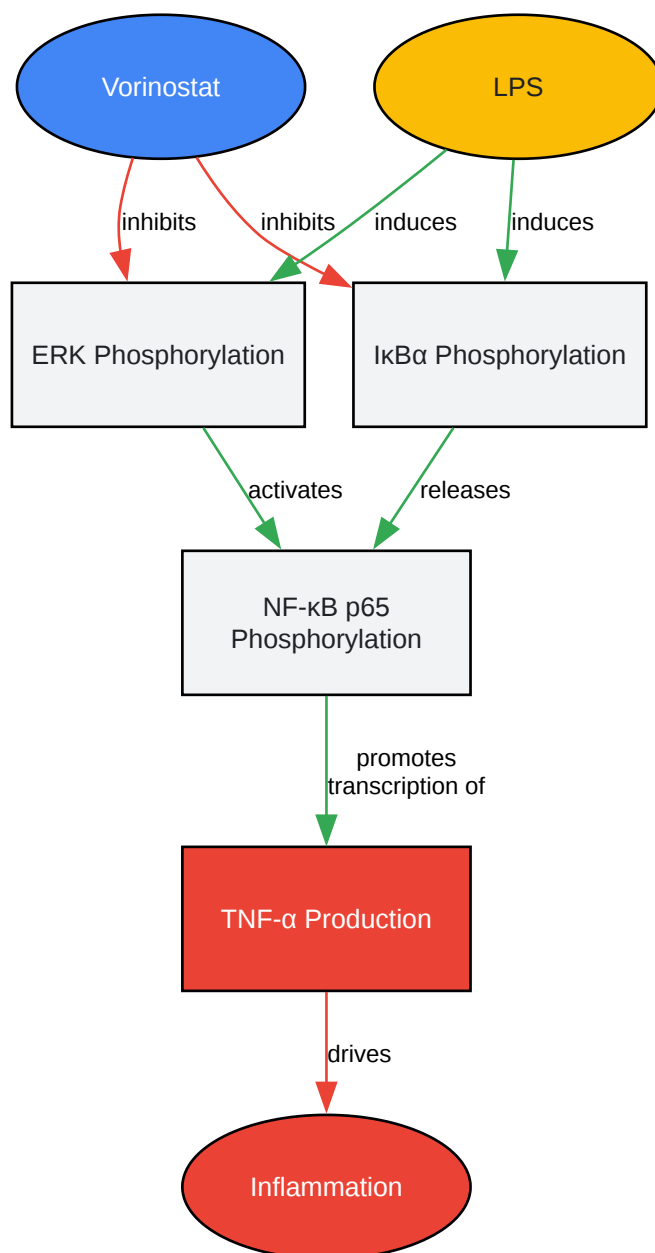 Vorinostat
LPS
inhibits
inhibits
induces
induces
ERK Phosphorylation
IκBα Phosphorylation
activates
releases
NF-κB p65
Phosphorylation
promotes
transcription of
TNF-α Production
drives
Inflammation